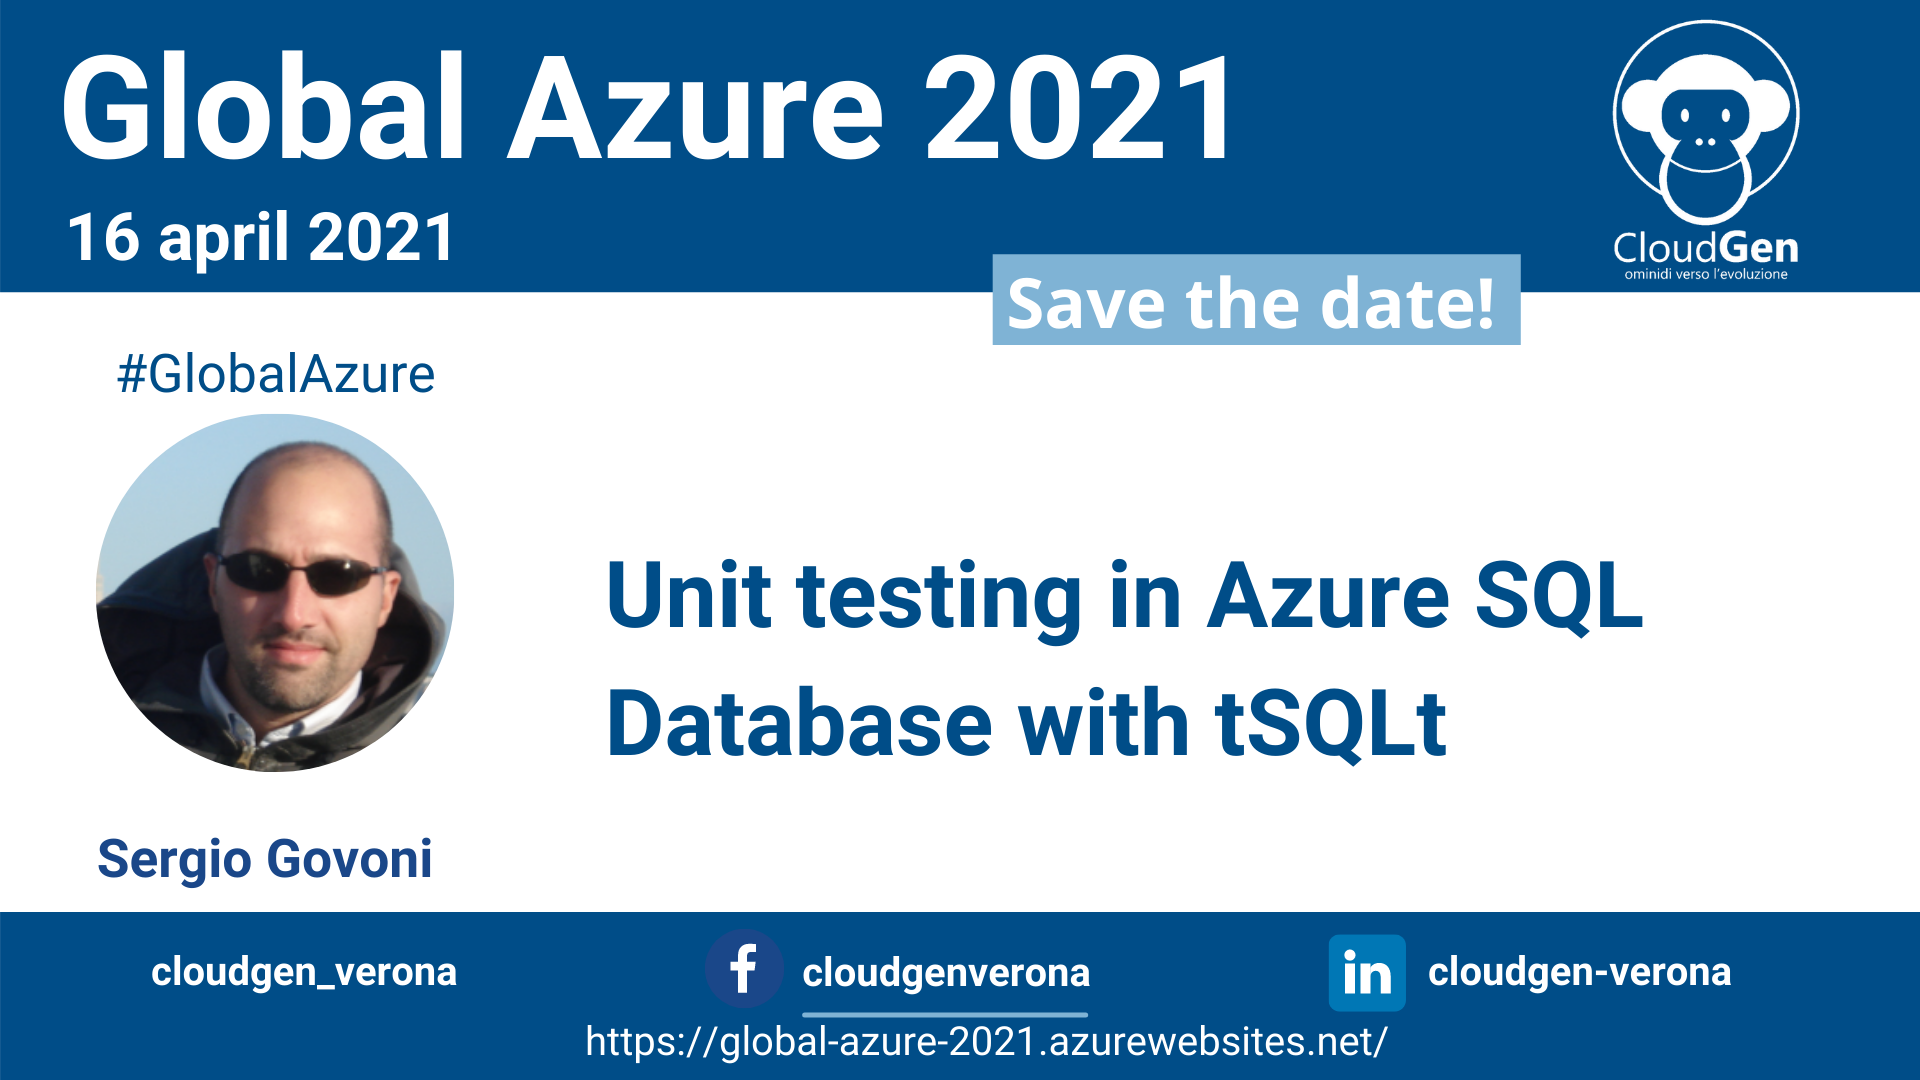 Global Azure 2021
16 april 2021
CloudGen
ominidi verso l'evoluzione
Save the date!
#GlobalAzure
Unit testing in Azure SQL
Database with tSQLt
Sergio Govoni
cloudgen_verona
f cloudgenverona
in cloudgen-verona
https://global-azure-2021.azurewebsites.net/